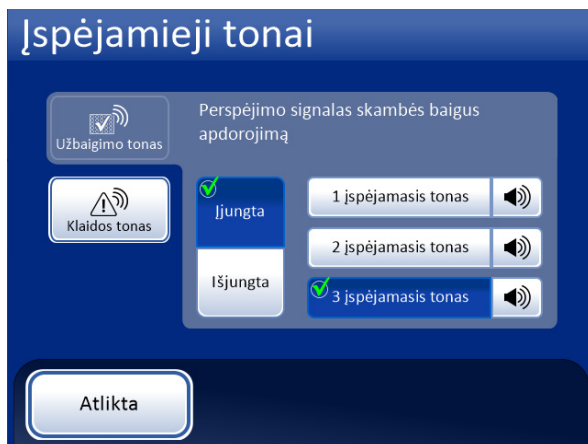 Įspėjamieji tonai
Užbaigimo tonas
Perspėjimo signalas skambės baigus
apdorojimą
Klaidos tonas
Įjungta
Išjungta
1 įspėjamasis tonas
2 įspėjamasis tonas
3 įspėjamasis tonas
Atlikta